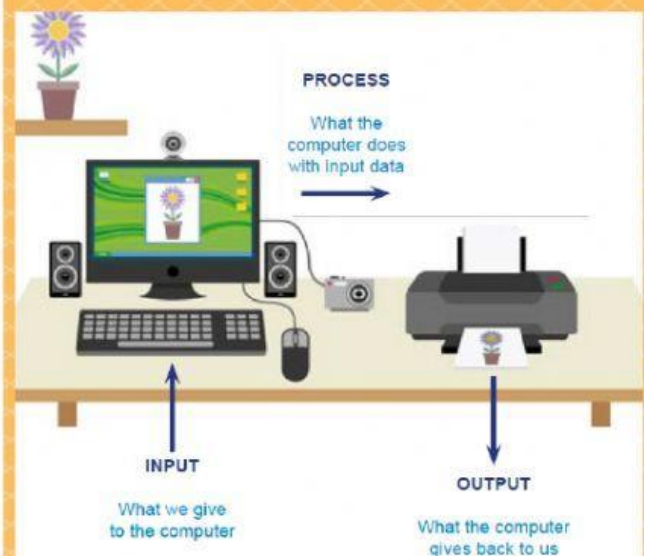 PROCESS
What the
computer does
with input data
INPUT
What we give
to the computer
OUTPUT
What the computer
gives back to us